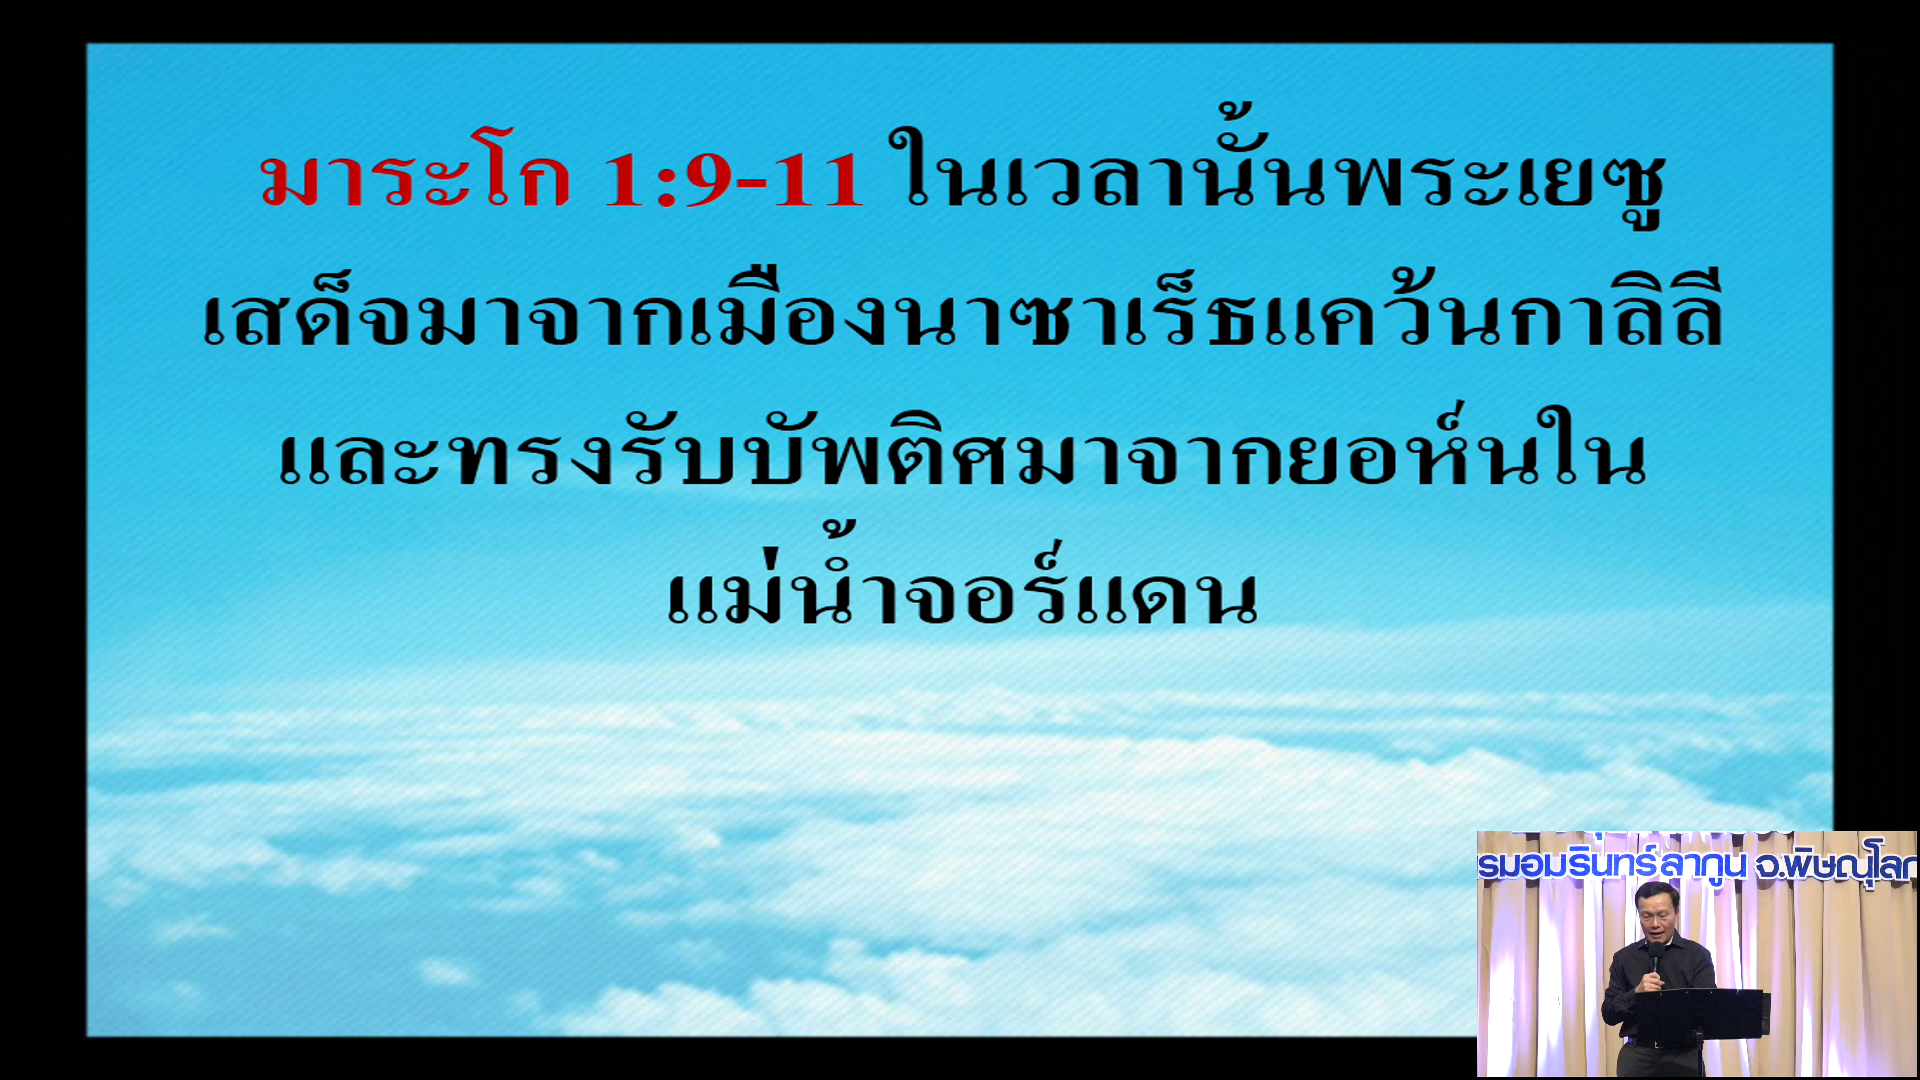 มาระโก 1:9-11 ในเวลานั้นพระเยซู
เสด็จมาจากเมืองนาซาเร็ธแคว้นกาลิลี
และทรงรับบัพติศมาจากยอห์นใน
แม่น้ำจอร์แดน
รมอมรินทร์ลากูน จ.พิษณุโลก